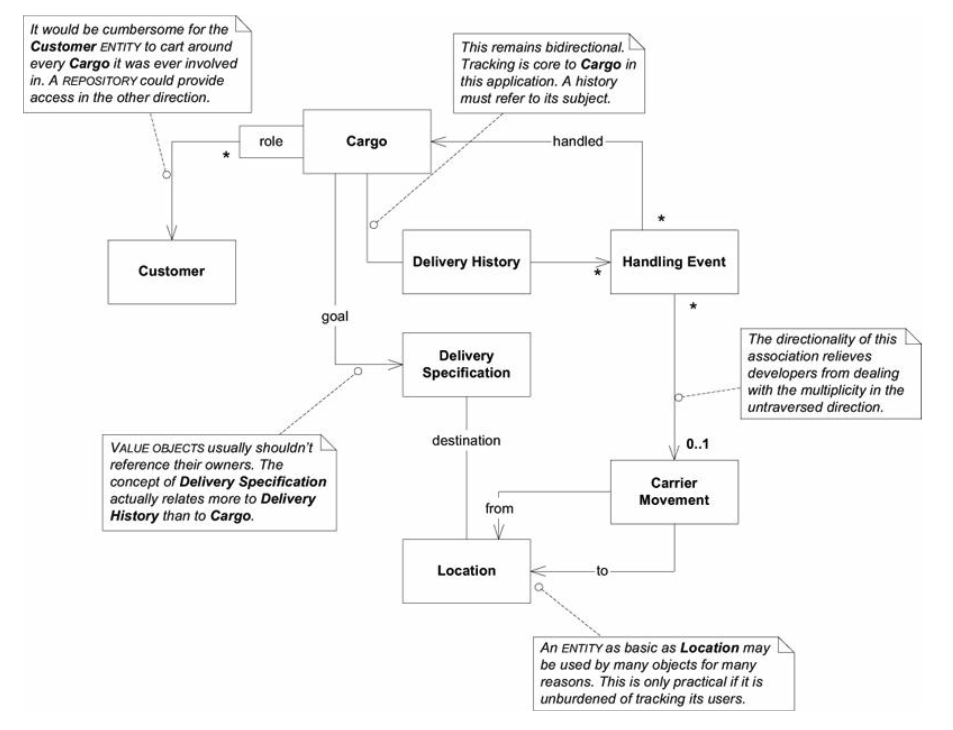 It would be cumbersome for the
Customer ENTITY to cart around
every Cargo it was ever involved
in. A REPOSITORY could provide
access in the other direction.
This remains bidirectional.
Tracking is core to Cargo in
this application. A history
must refer to its subject.
role
*
Cargo
handled
*
Customer
Delivery History
*
Handling Event
*
goal
Delivery
Specification
The directionality of this
association relieves
developers from dealing
with the multiplicity in the
untraversed direction.
destination
0..1
VALUE OBJECTS usually shouldn't
reference their owners. The
concept of Delivery Specification
actually relates more to Delivery
History than to Cargo.
Carrier
Movement
from
Location
to
An ENTITY as basic as Location may
be used by many objects for many
reasons. This is only practical if it is
unburdened of tracking its users.